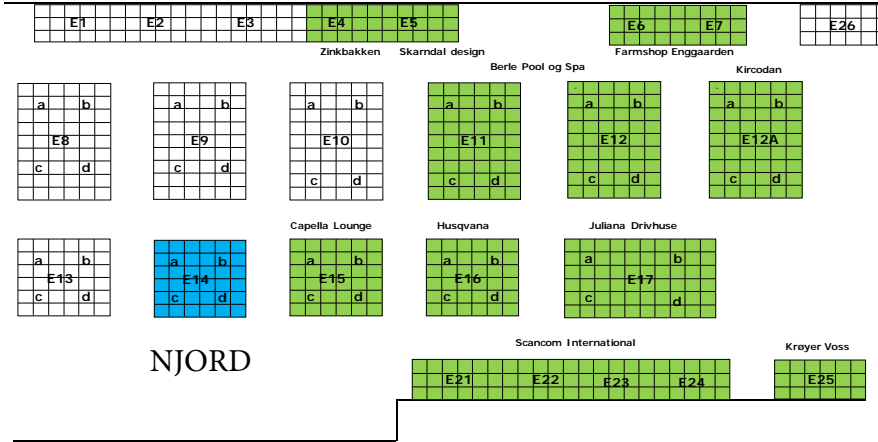 E1 E2 E3 E4 E5 E6 E7 E26
Zinkbakken Skarndal design Farmshop Enggaarden
Berle Pool og Spa Kircodan
a b a b a b a b a b a b
E8 E9 E10 E11 E12 E12A
c d c d c d c d c d c d
Capella Lounge Husqvana Juliana Drivhuse
a b a b a b a b a b
E13 E14 E15 E16 E17
c d c d c d c d c d
NJORD
Scancom International Krøyer Voss
E21 E22 E23 E24 E25